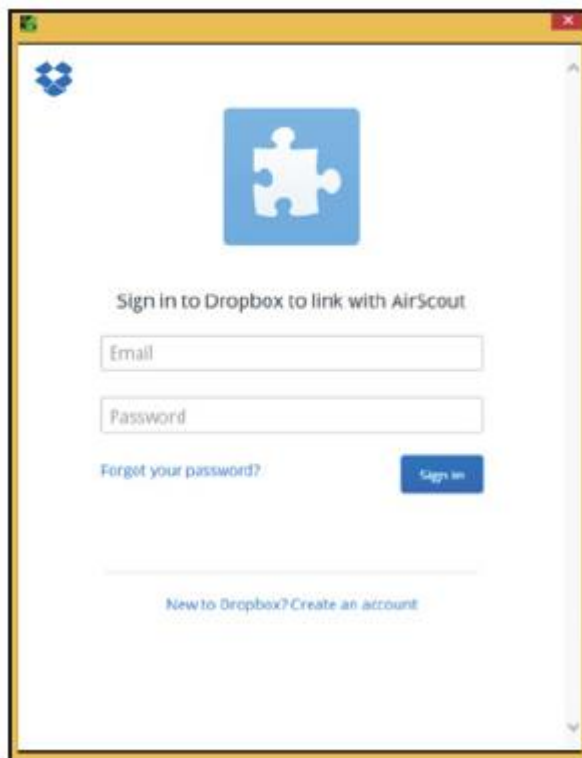 Sign in to Dropbox to link with AirScout
Email
Password
Forgot your password?
Sign in
New to Dropbox? Create an account